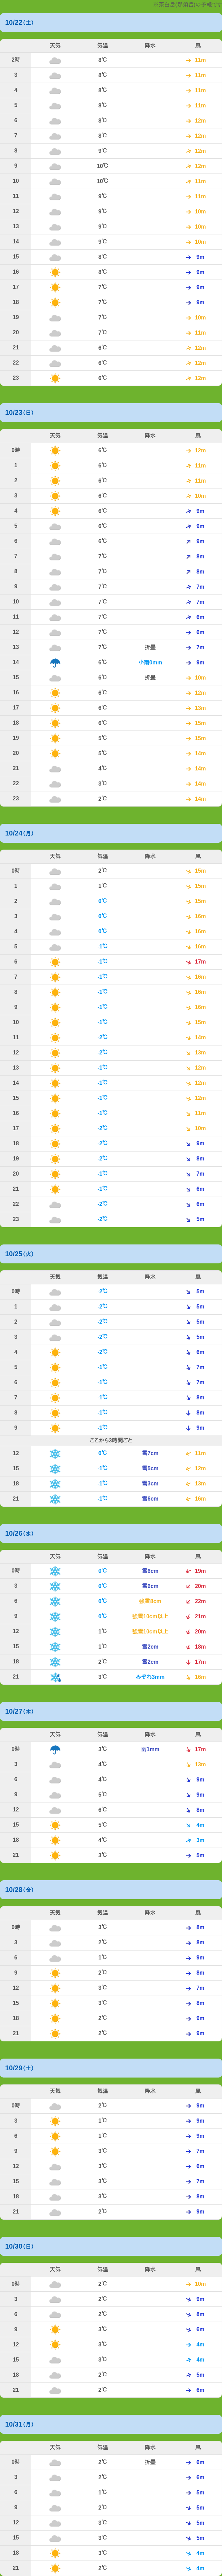 10/22(土)
天気 気温 降水 風
2時 8℃ 11m
3 8℃ 11m
4 8℃ 11m
5 8℃ 11m
6 8℃ 12m
7 8℃ 12m
8 9℃ 12m
9 10℃ 12m
10 10℃ 11m
11 9℃ 11m
12 9℃ 10m
13 9℃ 10m
14 9℃ 10m
15 8℃ 9m
16 8℃ 9m
17 7℃ 9m
18 7℃ 9m
19 7℃ 10m
20 7℃ 11m
21 6℃ 12m
22 6℃ 12m
23 6℃ 12m
10/23(日)
天気 気温 降水 風
0時 6℃ 12m
1 6℃ 11m
2 6℃ 11m
3 6℃ 10m
4 6℃ 9m
5 6℃ 9m
6 6℃ 9m
7 7℃ 8m
8 7℃ 8m
9 7℃ 7m
10 7℃ 7m
11 7℃ 6m
12 7℃ 6m
13 7℃ 折畳 7m
14 6℃ 小雨0mm 9m
15 6℃ 折畳 10m
16 6℃ 12m
17 6℃ 13m
18 6℃ 15m
19 5℃ 15m
20 5℃ 14m
21 4℃ 14m
22 3℃ 14m
23 2℃ 14m
10/24(月)
天気 気温 降水 風
0時 2℃ 15m
1 1℃ 15m
2 0℃ 15m
3 0℃ 16m
4 0℃ 16m
5 -1℃ 16m
6 -1℃ 17m
7 -1℃ 16m
8 -1℃ 16m
9 -1℃ 16m
10 -1℃ 15m
11 -2℃ 14m
12 -2℃ 13m
13 -1℃ 12m
14 -1℃ 12m
15 -1℃ 12m
16 -1℃ 11m
17 -2℃ 10m
18 -2℃ 9m
19 -2℃ 8m
20 -1℃ 7m
21 -1℃ 6m
22 -2℃ 6m
23 -2℃ 5m
10/25(火)
天気 気温 降水 風
0時 -2℃ 5m
1 -2℃ 5m
2 -2℃ 5m
3 -2℃ 5m
4 -2℃ 6m
5 -1℃ 7m
6 -1℃ 7m
7 -1℃ 8m
8 -1℃ 8m
9 -1℃ 9m
ここから3時間ごと
12 0℃ 雪7cm 11m
15 -1℃ 雪5cm 12m
18 -1℃ 雪3cm 13m
21 -1℃ 雪6cm 16m
10/26(水)
天気 気温 降水 風
0時 0℃ 雪6cm 19m
3 0℃ 雪6cm 20m
6 0℃ 強雪8cm 22m
9 0℃ 強雪10cm以上 21m
12 1℃ 強雪10cm以上 20m
15 1℃ 雪2cm 18m
18 2℃ 雪2cm 17m
21 3℃ みぞれ3mm 16m
10/27(木)
天気 気温 降水 風
0時 3℃ 雨1mm 17m
3 4℃ 13m
6 4℃ 9m
9 5℃ 9m
12 6℃ 8m
15 5℃ 4m
18 4℃ 3m
21 3℃ 5m
10/28(金)
天気 気温 降水 風
0時 3℃ 8m
3 2℃ 8m
6 1℃ 9m
9 2℃ 8m
12 3℃ 7m
15 3℃ 8m
18 2℃ 9m
21 2℃ 9m
10/29(土)
天気 気温 降水 風
0時 2℃ 9m
3 1℃ 9m
6 1℃ 9m
9 3℃ 7m
12 3℃ 6m
15 3℃ 7m
18 3℃ 8m
21 2℃ 9m
10/30(日)
天気 気温 降水 風
0時 2℃ 10m
3 2℃ 9m
6 2℃ 8m
9 3℃ 6m
12 3℃ 4m
15 3℃ 4m
18 2℃ 5m
21 2℃ 6m
10/31(月)
天気 気温 降水 風
0時 2℃ 折畳 6m
3 2℃ 6m
6 1℃ 5m
9 2℃ 5m
12 3℃ 5m
15 3℃ 5m
18 3℃ 4m
21 2℃ 4m